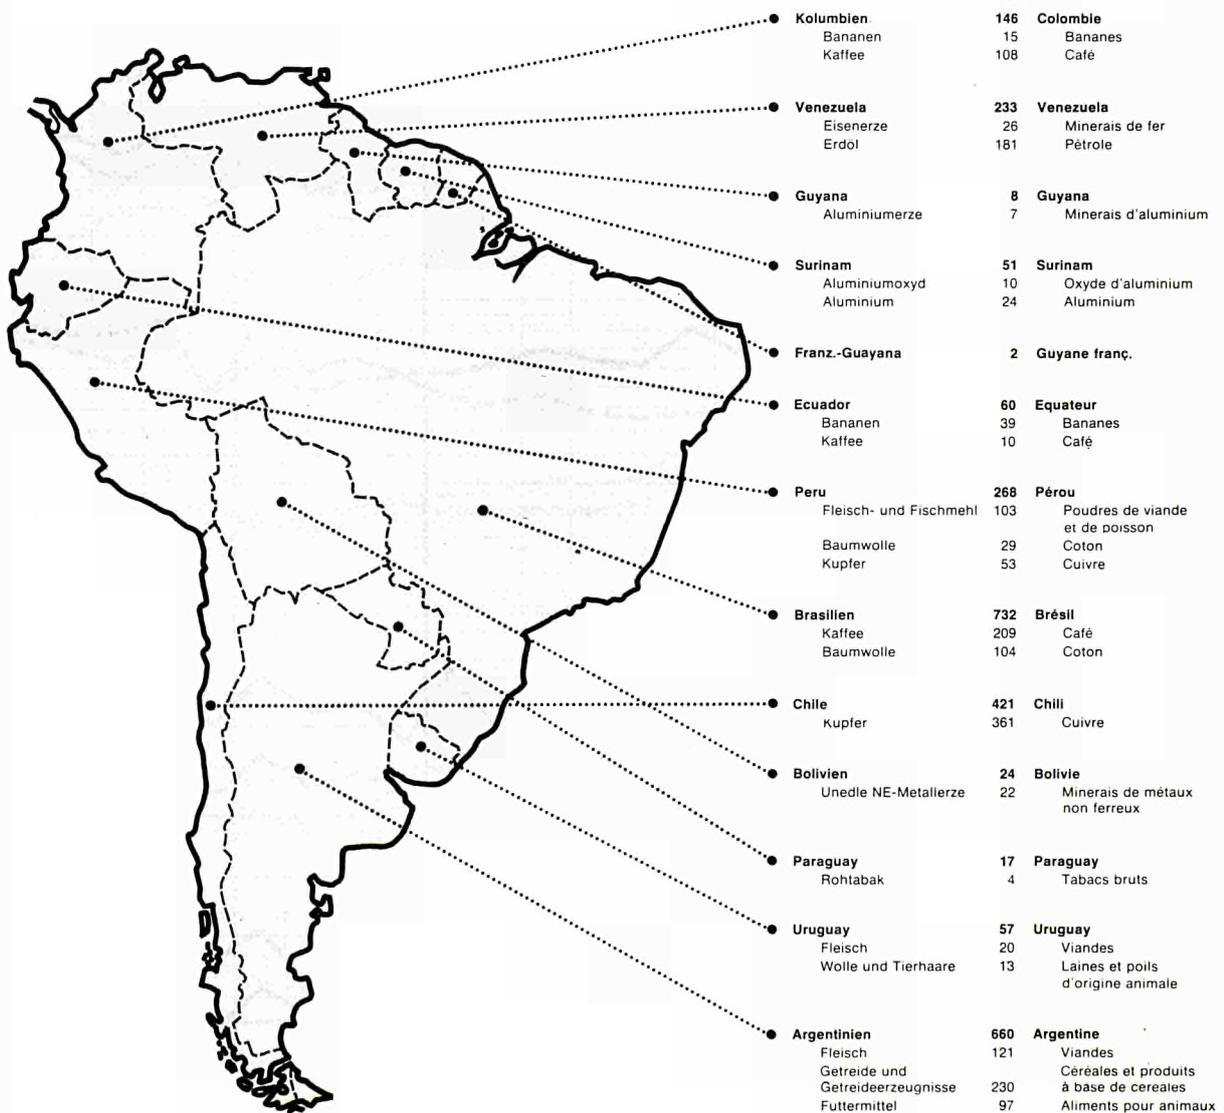 Kolumbien 146 Colombie
Bananen 15 Bananes
Kaffee 108 Café
Venezuela 233 Venezuela
Eisenerze 26 Minerais de fer
Erdöl 181 Pétrole
Guyana 8 Guyana
Aluminiumerze 7 Minerais d'aluminium
Surinam 51 Surinam
Aluminiumoxyd 10 Oxyde d'aluminium
Aluminium 24 Aluminium
Franz.-Guayana 2 Guyane franç.
Ecuador 60 Equateur
Bananen 39 Bananes
Kaffee 10 Café
Peru 268 Pérou
Fleisch- und Fischmehl 103 Poudres de viande
et de poisson
Baumwolle 29 Coton
Kupfer 53 Cuivre
Brasilien 732 Brésil
Kaffee 209 Café
Baumwolle 104 Coton
Chile 421 Chili
Kupfer 361 Cuivre
Bolivien 24 Bolivie
Unedle NE-Metallerze 22 Minerais de métaux
non ferreux
Paraguay 17 Paraguay
Rohtabak 4 Tabacs bruts
Uruguay 57 Uruguay
Fleisch 20 Viandes
Wolle und Tierhaare 13 Laines et poils
d'origine animale
Argentinien 660 Argentine
Fleisch 121 Viandes
Getreide und Céréales et produits
Getreideerzeugnisse 230 à base de cereales
Futtermittel 97 Aliments pour animaux